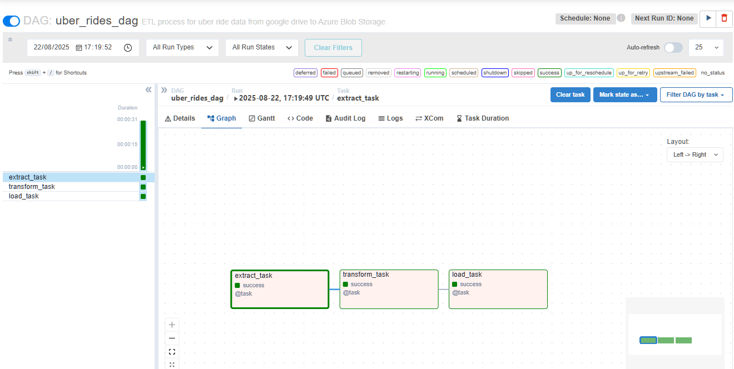 DAG: uber_rides_dag ETL process for uber ride data from google drive to Azure Blob Storage
Schedule: None
Next Run ID: None
22/08/2025 17:19:52
All Run Types
All Run States
Clear Filters
Auto-refresh
25
Press shift + / for Shortcuts
deferred failed queued removed restarting running scheduled shutdown skipped success up_for_reschedule up_for_retry upstream_failed no_status
Duration
00:00:31
00:00:15
00:00:00
extract_task
transform_task
load_task
DAG
uber_rides_dag
/
Run
2025-08-22, 17:19:49 UTC
/
Task
extract_task
Clear task
Mark state as...
Filter DAG by task
Details
Graph
Gantt
Code
Audit Log
Logs
XCom
Task Duration
Layout:
Left -> Right
extract_task
success
@task
transform_task
success
@task
load_task
success
@task